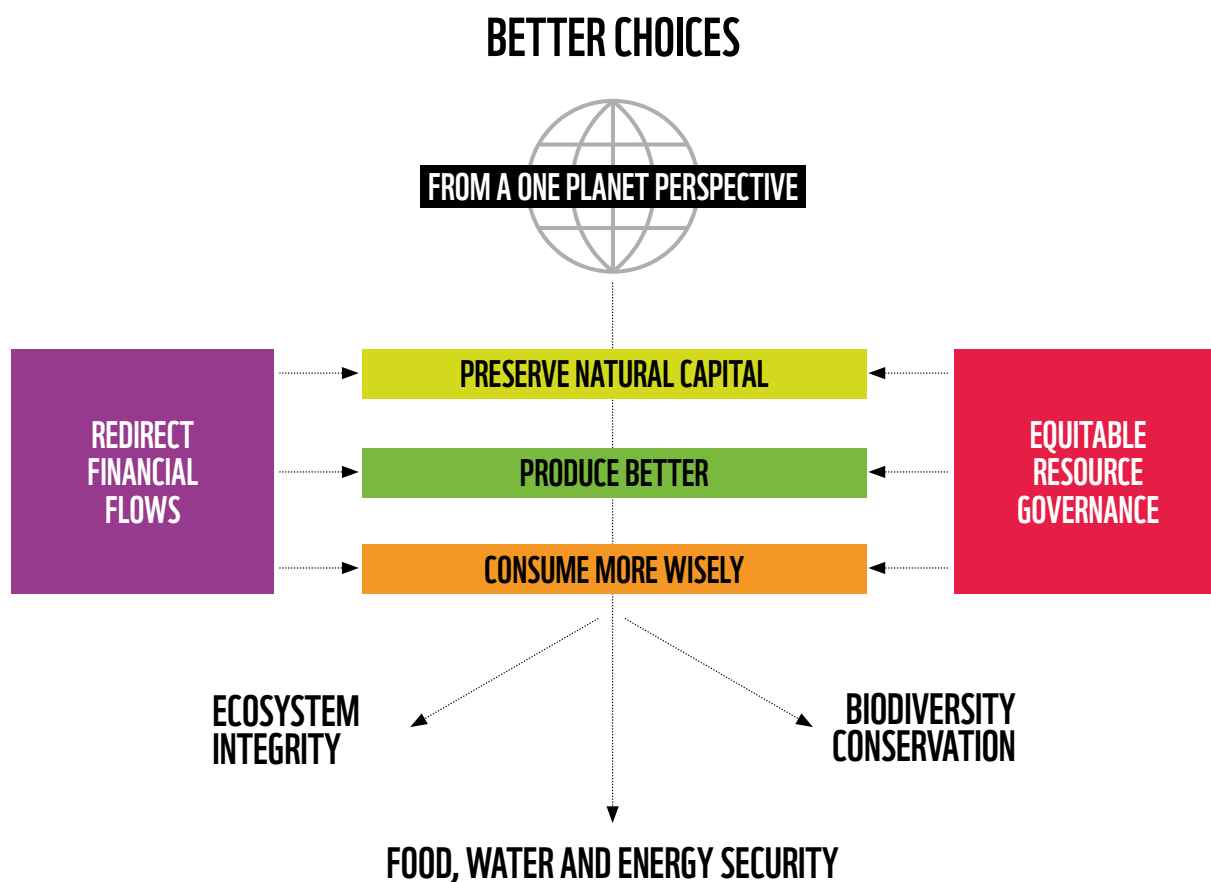 BETTER CHOICES
FROM A ONE PLANET PERSPECTIVE
PRESERVE NATURAL CAPITAL
REDIRECT
FINANCIAL
FLOWS
PRODUCE BETTER
EQUITABLE
RESOURCE
GOVERNANCE
CONSUME MORE WISELY
ECOSYSTEM
INTEGRITY
BIODIVERSITY
CONSERVATION
FOOD, WATER AND ENERGY SECURITY